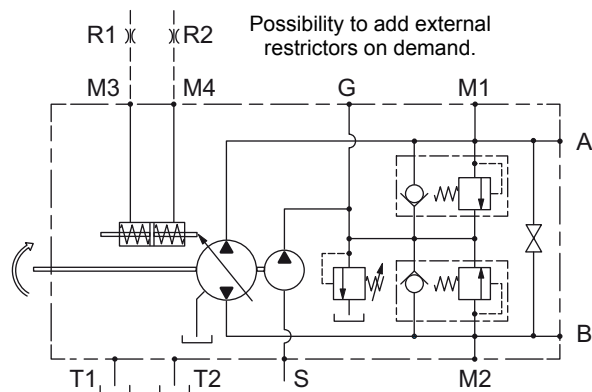 R1
R2
Possibility to add external
restrictors on demand.
M3
M4
G
M1
A
B
T1
T2
S
M2